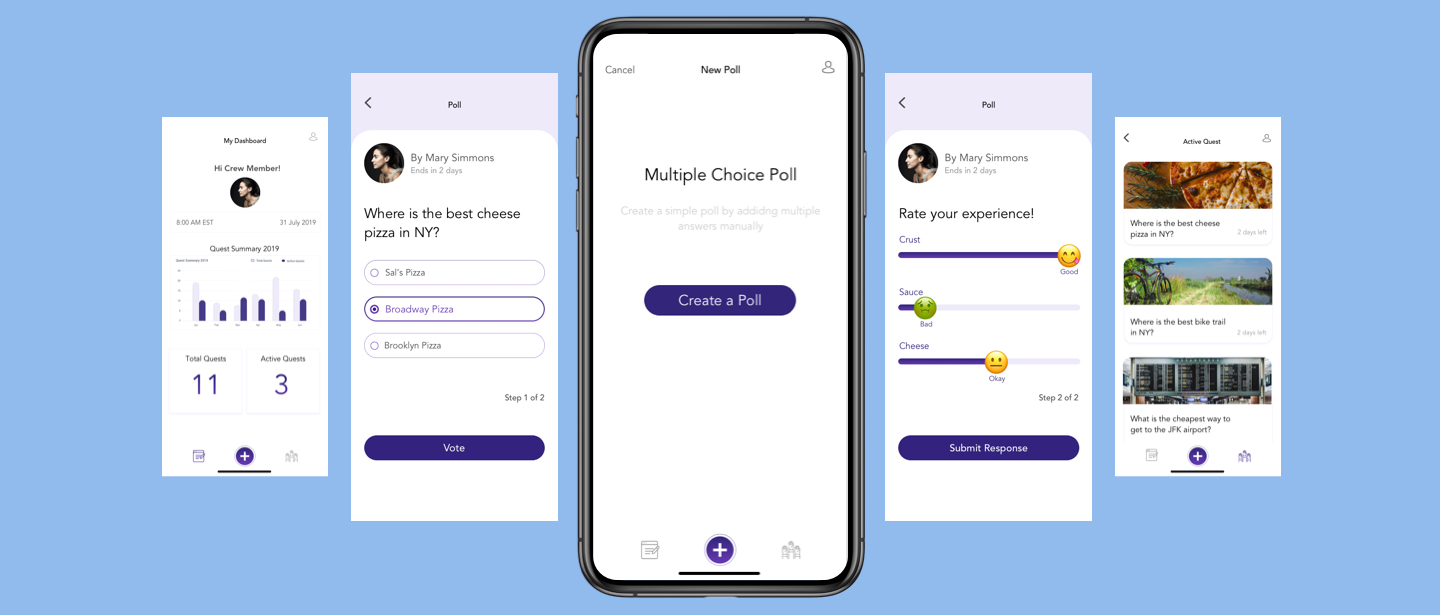 My Dashboard
Hi Crew Member!
8:00 AM EST
31 July 2019
Quest Summary 2019
Quest Summary 2019
Total Quests
11
Active Quests
3
Poll
By Mary Simmons
Ends in 2 days
Where is the best cheese
pizza in NY?
Sal's Pizza
Broadway Pizza
Brooklyn Pizza
Step 1 of 2
Vote
Cancel
New Poll
Multiple Choice Poll
Create a simple poll by addidng multiple
answers manually
Create a Poll
Poll
By Mary Simmons
Ends in 2 days
Rate your experience!
Crust
Good
Sauce
Bad
Cheese
Okay
Step 2 of 2
Submit Response
Active Quest
Where is the best cheese
pizza in NY?
2 days left
Where is the best bike trail
in NY?
2 days left
What is the cheapest way to
get to the JFK airport?